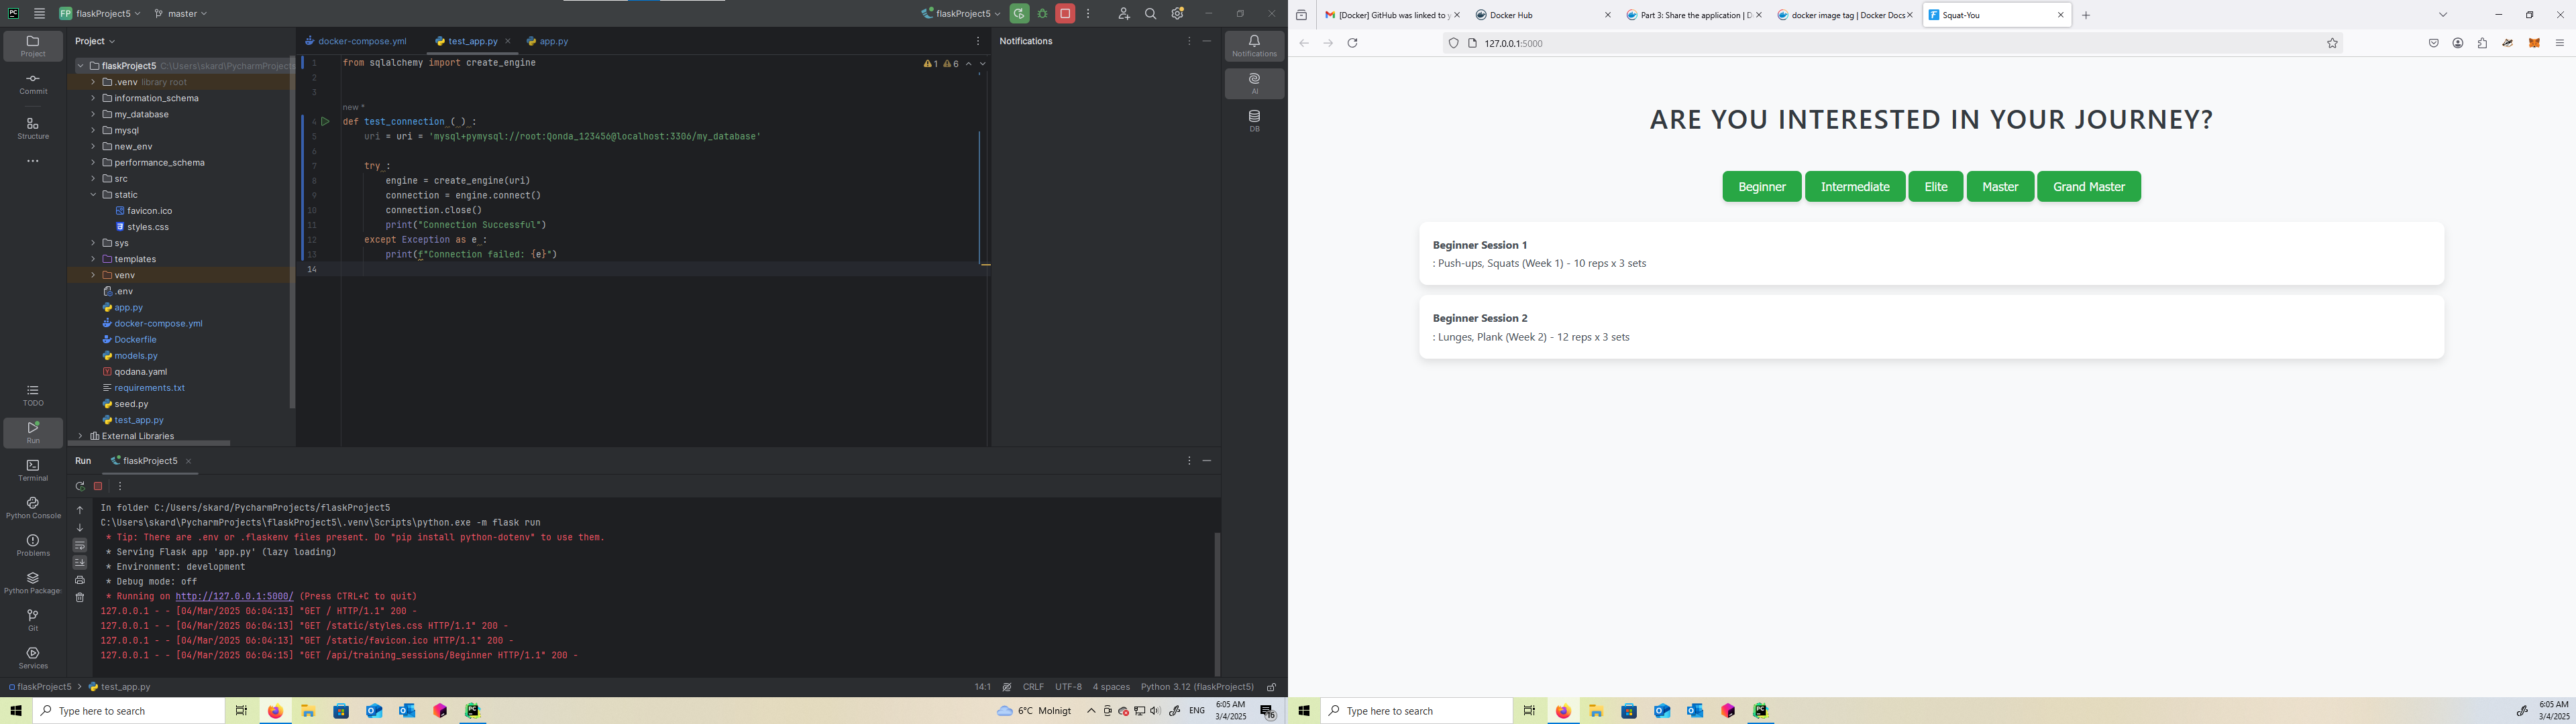 PC
FP flaskProject5
master
flaskProject5
Project
Commit
Structure
TODO
Run
Terminal
Python Console
Problems
Python Package:
Git
Services
Project
flaskProject5 C:\Users\skard\PycharmProjects
.venv library root
information_schema
my_database
mysql
new_env
performance_schema
src
static
favicon.ico
styles.css
sys
templates
venv
.env
app.py
docker-compose.yml
Dockerfile
models.py
qodana.yaml
requirements.txt
seed.py
test_app.py
External Libraries
docker-compose.yml
test_app.py
app.py
1 6
1 from sqlalchemy import create_engine
2
3
new *
4 def test_connection_(_)_:
5 uri = uri = 'mysql+pymysql://root:Qonda_123456@localhost:3306/my_database'
6
7 try_:
8 engine = create_engine(uri)
9 connection = engine.connect()
10 connection.close()
11 print("Connection Successful")
12 except Exception as e_:
13 print(f"Connection failed: {e}")
14
Notifications
Notifications
AI
DB
Run flaskProject5
In folder C:/Users/skard/PycharmProjects/flaskProject5
C:\Users\skard\PycharmProjects\flaskProject5\.venv\Scripts\python.exe -m flask run
* Tip: There are .env or .flaskenv files present. Do "pip install python-dotenv" to use them.
* Serving Flask app 'app.py' (lazy loading)
* Environment: development
* Debug mode: off
* Running on http://127.0.0.1:5000/ (Press CTRL+C to quit)
127.0.0.1 - - [04/Mar/2025 06:04:13] "GET / HTTP/1.1" 200 -
127.0.0.1 - - [04/Mar/2025 06:04:13] "GET /static/styles.css HTTP/1.1" 200 -
127.0.0.1 - - [04/Mar/2025 06:04:13] "GET /static/favicon.ico HTTP/1.1" 200 -
127.0.0.1 - - [04/Mar/2025 06:04:15] "GET /api/training_sessions/Beginner HTTP/1.1" 200 -
flaskProject5 > test_app.py
14:1 CRLF UTF-8 4 spaces Python 3.12 (flaskProject5)
Type here to search
6°C Molnigt
ENG
6:05 AM
3/4/2025
16
[Docker] GitHub was linked to y
Docker Hub
Part 3: Share the application | D
docker image tag | Docker Docs
Squat-You
127.0.0.1:5000
ARE YOU INTERESTED IN YOUR JOURNEY?
Beginner Intermediate Elite Master Grand Master
Beginner Session 1
: Push-ups, Squats (Week 1) - 10 reps x 3 sets
Beginner Session 2
: Lunges, Plank (Week 2) - 12 reps x 3 sets
Type here to search
6:05 AM
3/4/2025